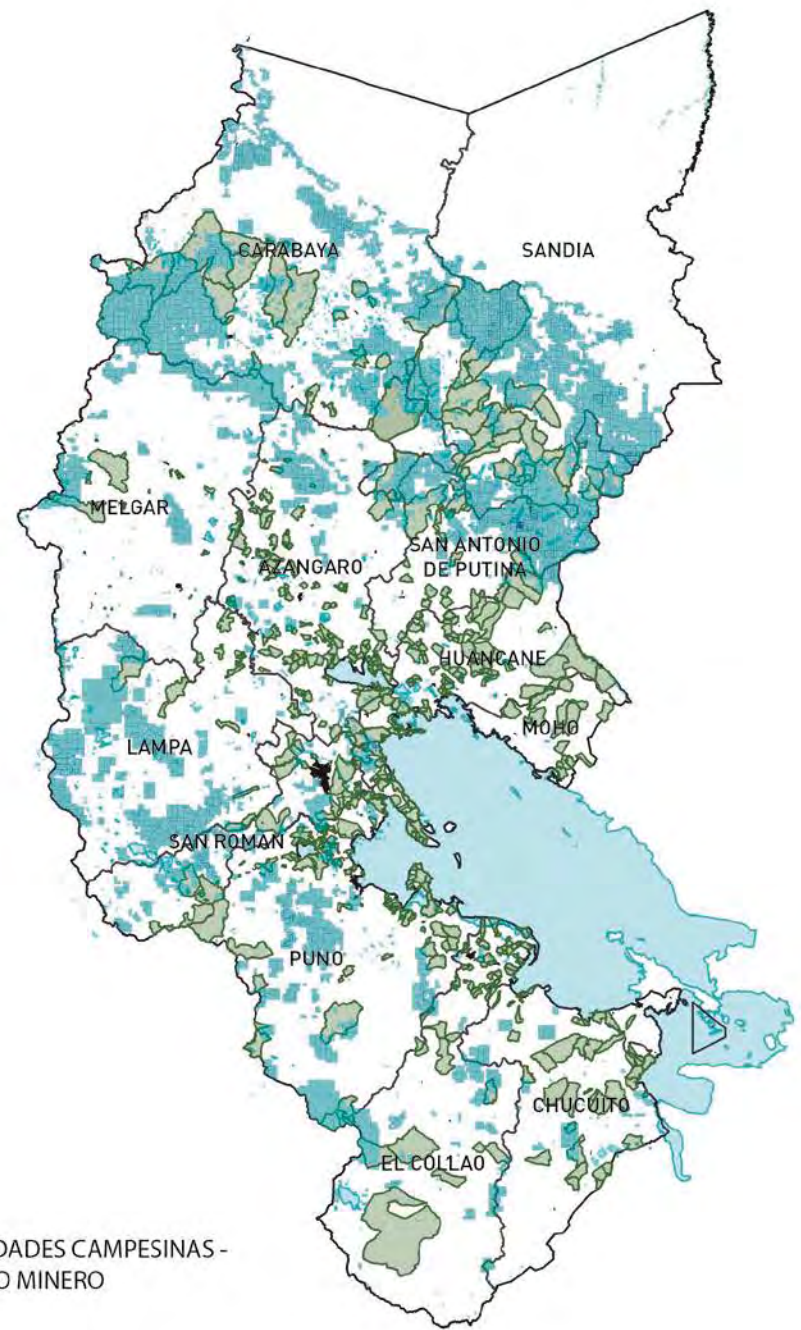 CARABAYA
SANDIA
MELGAR
AZANGARO
SAN ANTONIO
DE PUTINA
HUANCANE
MOHO
LAMPA
SAN ROMAN
PUNO
CHUCUITO
EL COLLAO
DADES CAMPESINAS -
O MINERO